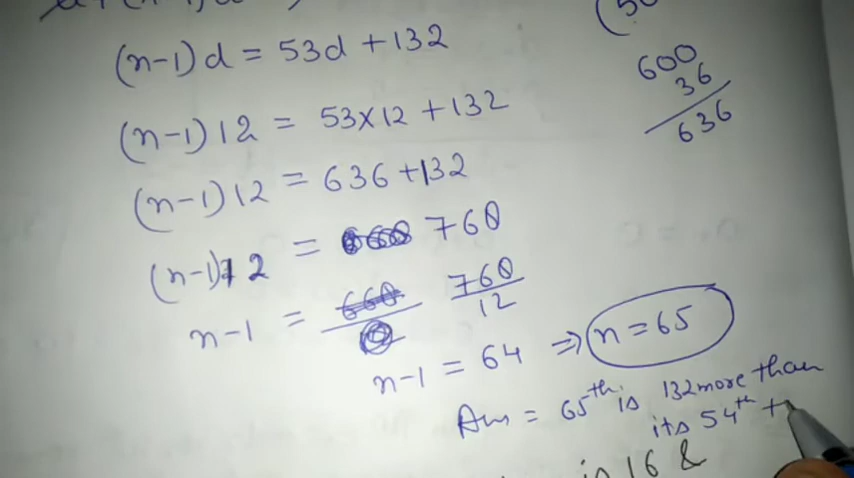 (n-1)d = 53d + 132
(n-1)12 = 53×12 + 132
(n-1)12 = 636 + 132
(n-1)12 = 768
n-1 = 768/12
n-1 = 64 ⇒ n = 65
Ans = 65th is 132 more than
its 54th
is 16 &
600
36
636